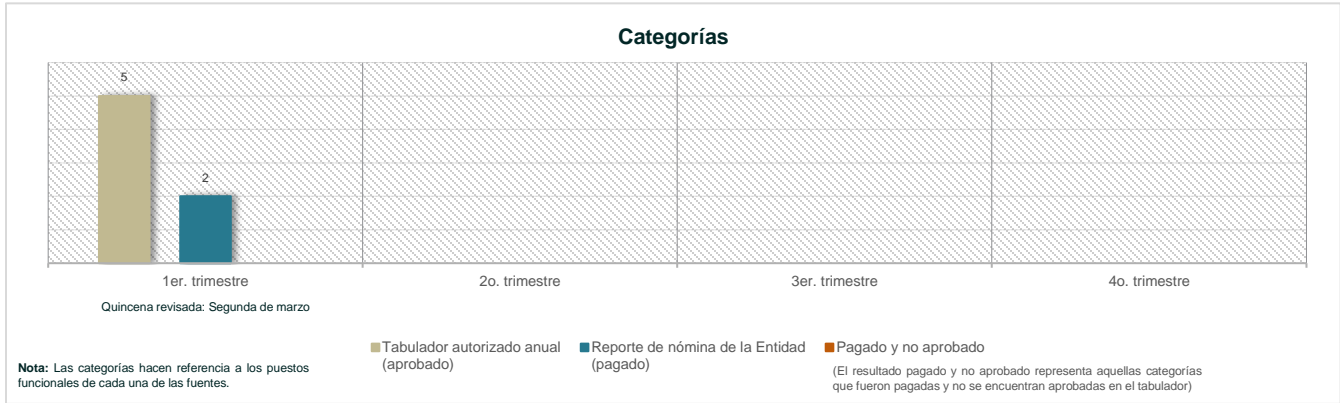 Categorías
5
2
1er. trimestre
2o. trimestre
3er. trimestre
4o. trimestre
Quincena revisada: Segunda de marzo
Tabulador autorizado anual
(aprobado)
Reporte de nómina de la Entidad
(pagado)
Pagado y no aprobado
(El resultado pagado y no aprobado representa aquellas categorías
que fueron pagadas y no se encuentran aprobadas en el tabulador)
Nota: Las categorías hacen referencia a los puestos
funcionales de cada una de las fuentes.